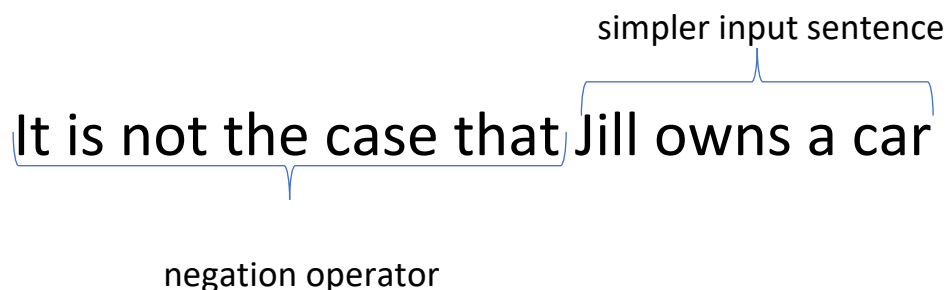 simpler input sentence
It is not the case that Jill owns a car
negation operator